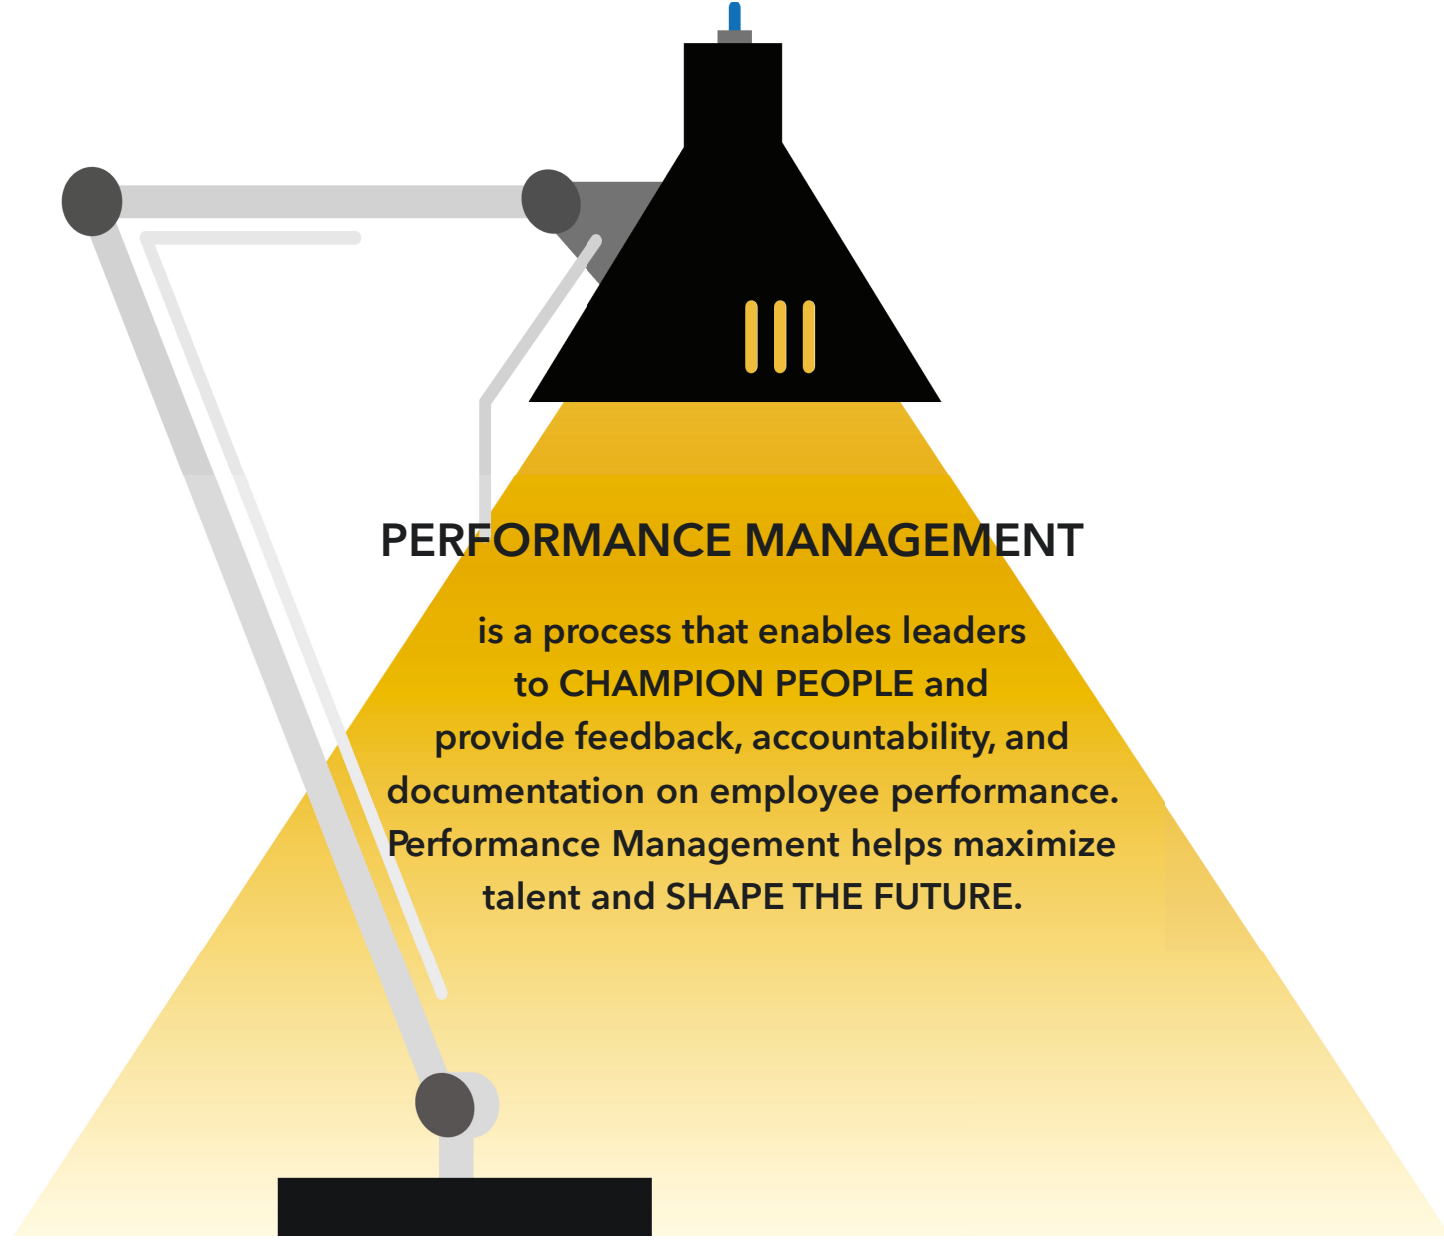 PERFORMANCE MANAGEMENT
is a process that enables leaders
to CHAMPION PEOPLE and
provide feedback, accountability, and
documentation on employee performance.
Performance Management helps maximize
talent and SHAPE THE FUTURE.